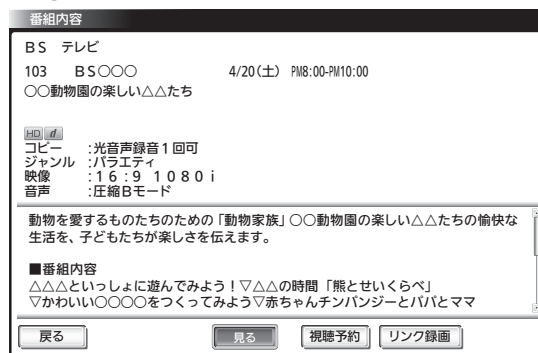 番組内容
BS テレビ
103 BS○○○ 4/20(土) PM8:00-PM10:00
○○動物園の楽しい△△たち
HD d
コピー :光音声録音1回可
ジャンル :バラエティ
映像 :16:9 1080i
音声 :圧縮Bモード
動物を愛するものたちのための「動物家族」○○動物園の楽しい△△たちの愉快な
生活を、子どもたちが楽しさを伝えます。
■番組内容
△△△といっしょに遊んでみよう!▽△△の時間「熊とせいくらべ」
▽かわいい○○○○をつくってみよう▽赤ちゃんチンパンジーとパパとママ
戻る 見る 視聴予約 リンク録画